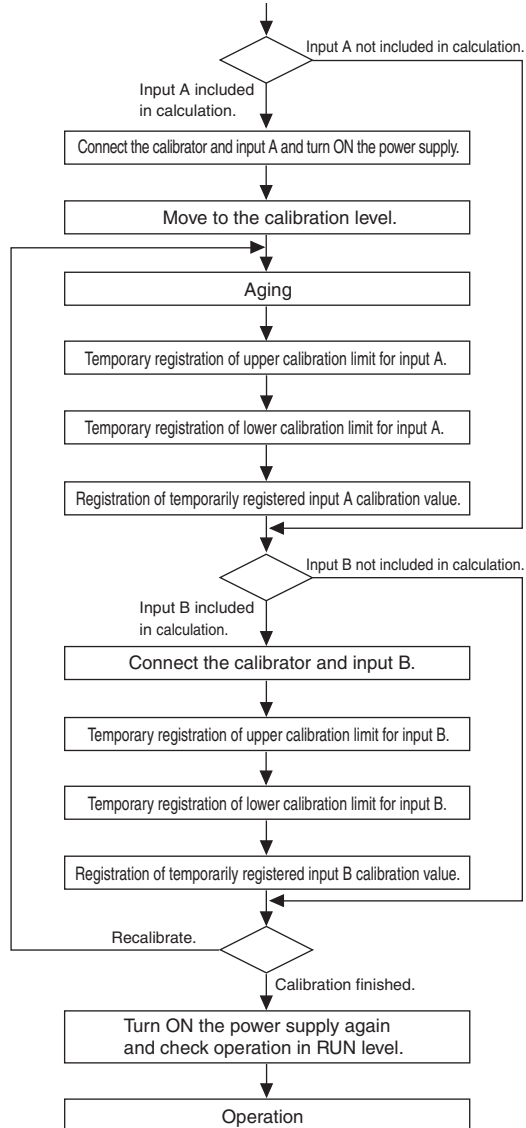 Input A not included in calculation.
Input A included
in calculation.
Connect the calibrator and input A and turn ON the power supply.
Move to the calibration level.
Aging
Temporary registration of upper calibration limit for input A.
Temporary registration of lower calibration limit for input A.
Registration of temporarily registered input A calibration value.
Input B not included in calculation.
Input B included
in calculation.
Connect the calibrator and input B.
Temporary registration of upper calibration limit for input B.
Temporary registration of lower calibration limit for input B.
Registration of temporarily registered input B calibration value.
Recalibrate.
Calibration finished.
Turn ON the power supply again
and check operation in RUN level.
Operation